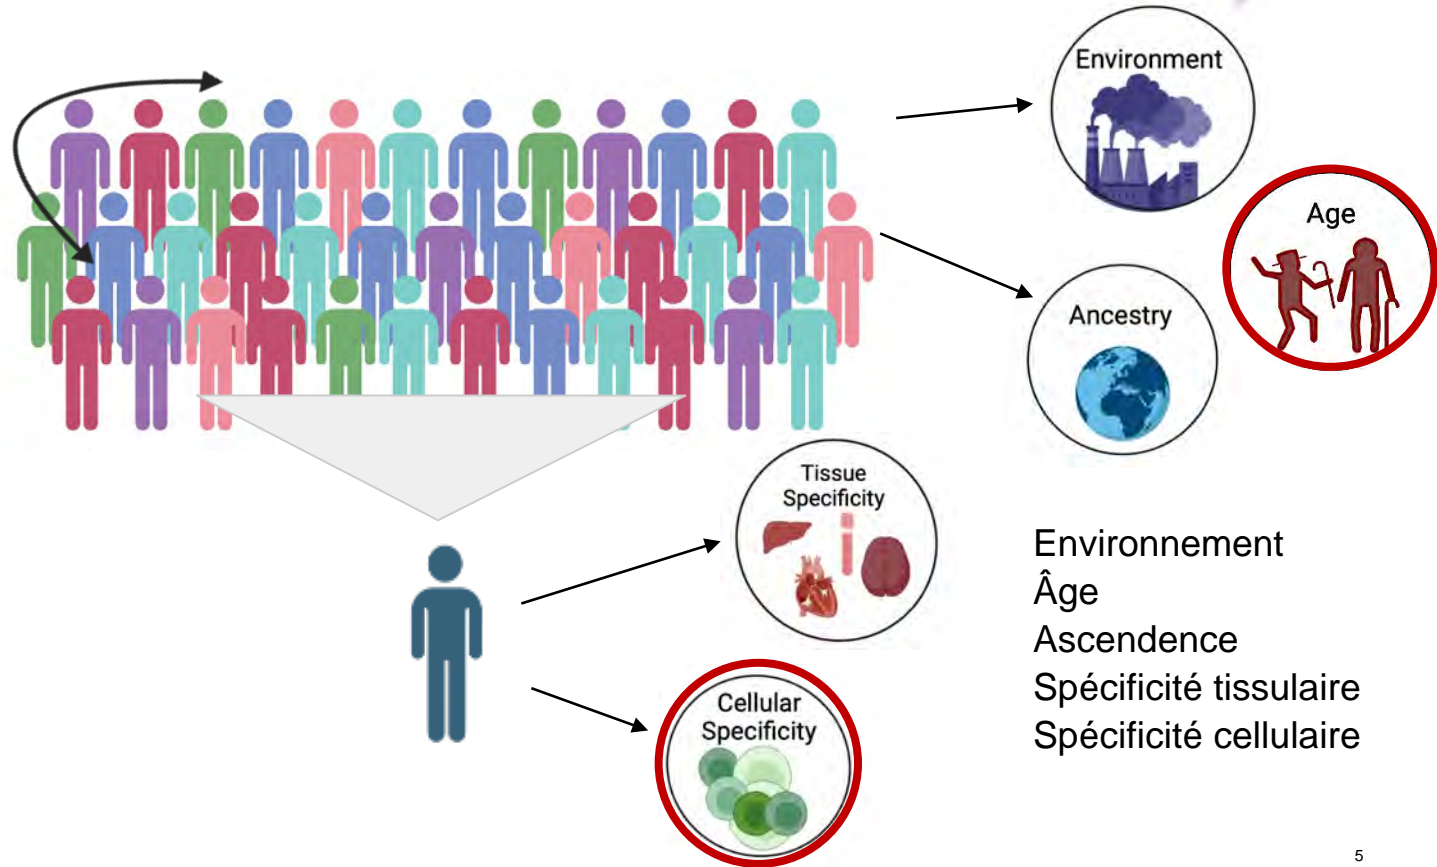 Environment
Age
Ancestry
Tissue
Specificity
Cellular
Specificity
Environnement
Âge
Ascendence
Spécificité tissulaire
Spécificité cellulaire
5